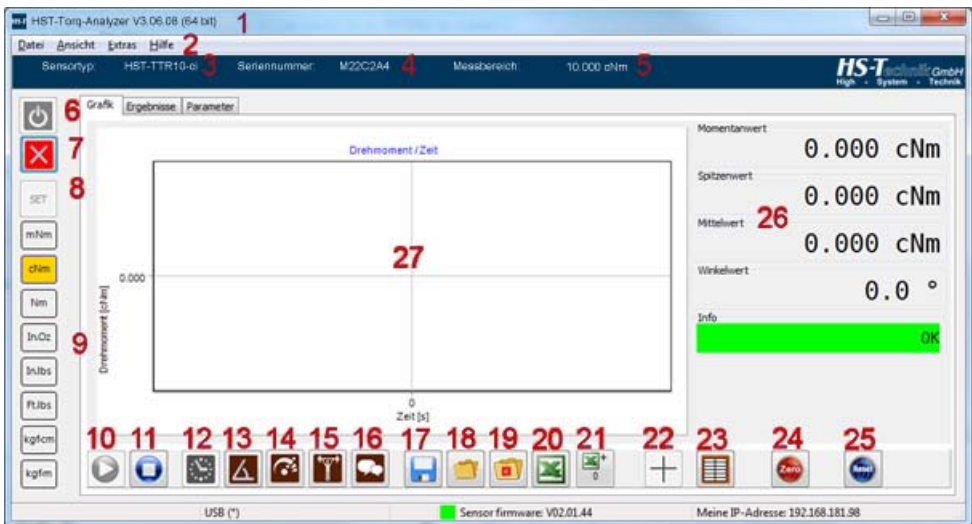 HST-Torq-Analyzer V3.06.08 (64 bit) 1
Datei Ansicht Extras Hilfe 2
Sensortyp: HST-TTR10-ci 3 Seriennummer: M22C2A4 4 Messbereich: 10.000 cNm 5
HS-Technik GmbH
High - System - Technik
6 Grafik Ergebnisse Parameter
7
8 SET
mNm
cNm
Nm
In.Oz
9
In.lbs
Ft.lbs
kgfcm
kgfm
Drehmoment / Zeit
27
0.000
Drehmoment [cNm]
0
Zeit [s]
Momentanwert
0.000 cNm
Spitzenwert
0.000 cNm
Mittelwert 26
0.000 cNm
Winkelwert
0.0 °
Info
OK
10 11 12 13 14 15 16 17 18 19 20 21 22 23 24 25
0
Zero
Reset
USB (*) Sensor firmware: V02.01.44 Meine IP-Adresse: 192.168.181.98